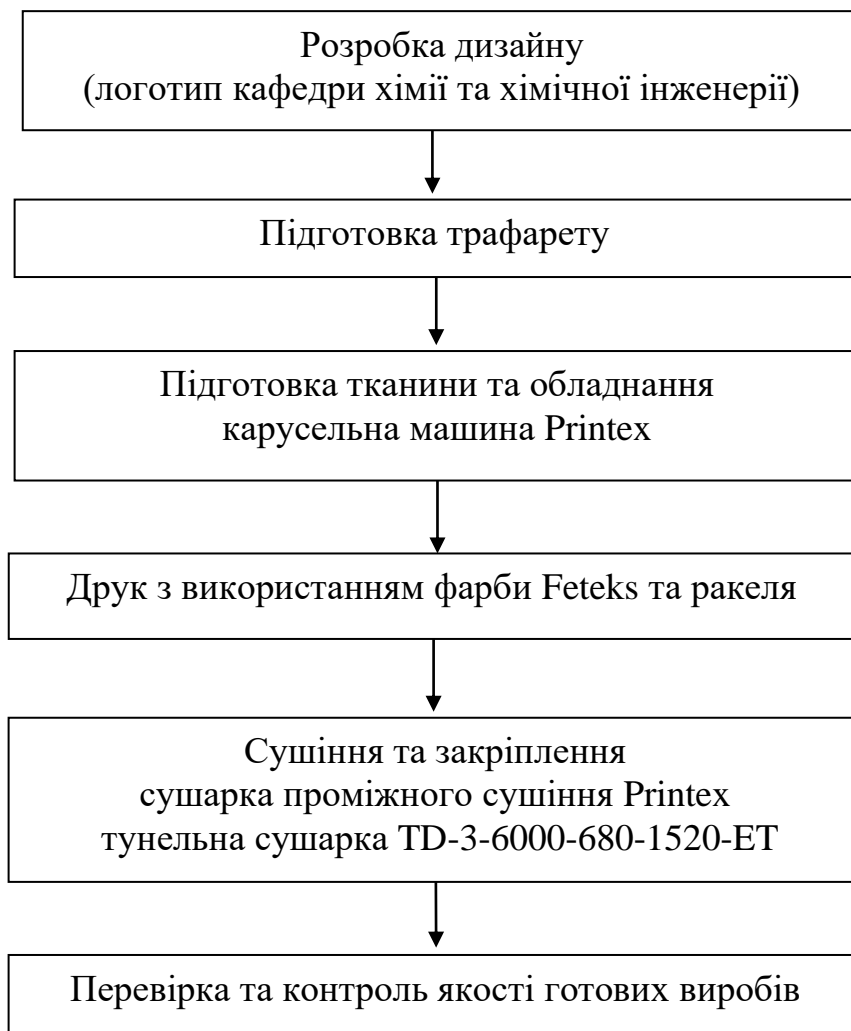 Розробка дизайну
(логотип кафедри хімії та хімічної інженерії)
Підготовка трафарету
Підготовка тканини та обладнання
карусельна машина Printex
Друк з використанням фарби Feteks та ракеля
Сушіння та закріплення
сушарка проміжного сушіння Printex
тунельна сушарка TD-3-6000-680-1520-ET
Перевірка та контроль якості готових виробів